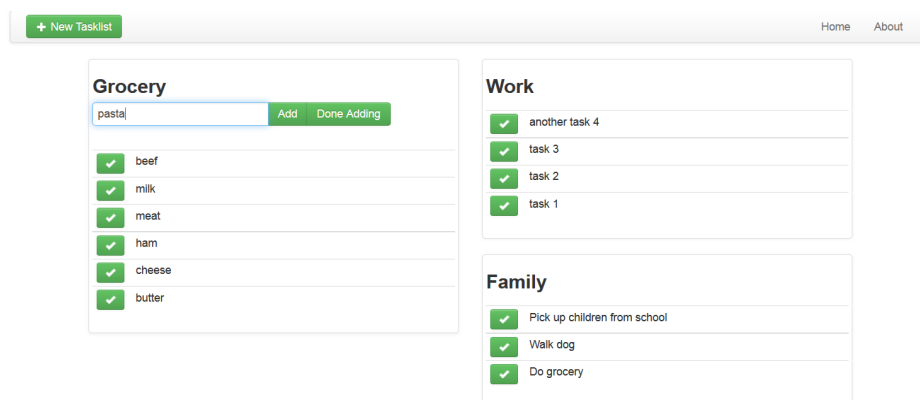 New Tasklist
Home
About
Grocery
pasta
Add
Done Adding
beef
milk
meat
ham
cheese
butter
Work
another task 4
task 3
task 2
task 1
Family
Pick up children from school
Walk dog
Do grocery